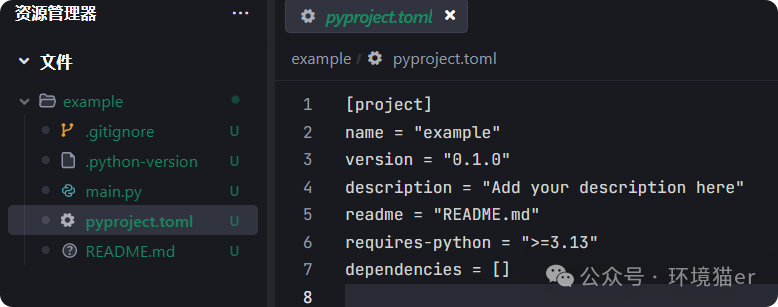 资源管理器 ...
文件
example
.gitignore U
.python-version U
main.py U
pyproject.toml U
README.md U
pyproject.toml ×
example / pyproject.toml
1 [project]
2 name = "example"
3 version = "0.1.0"
4 description = "Add your description here"
5 readme = "README.md"
6 requires-python = ">=3.13"
7 dependencies = []
8
公众号 · 环境猫er